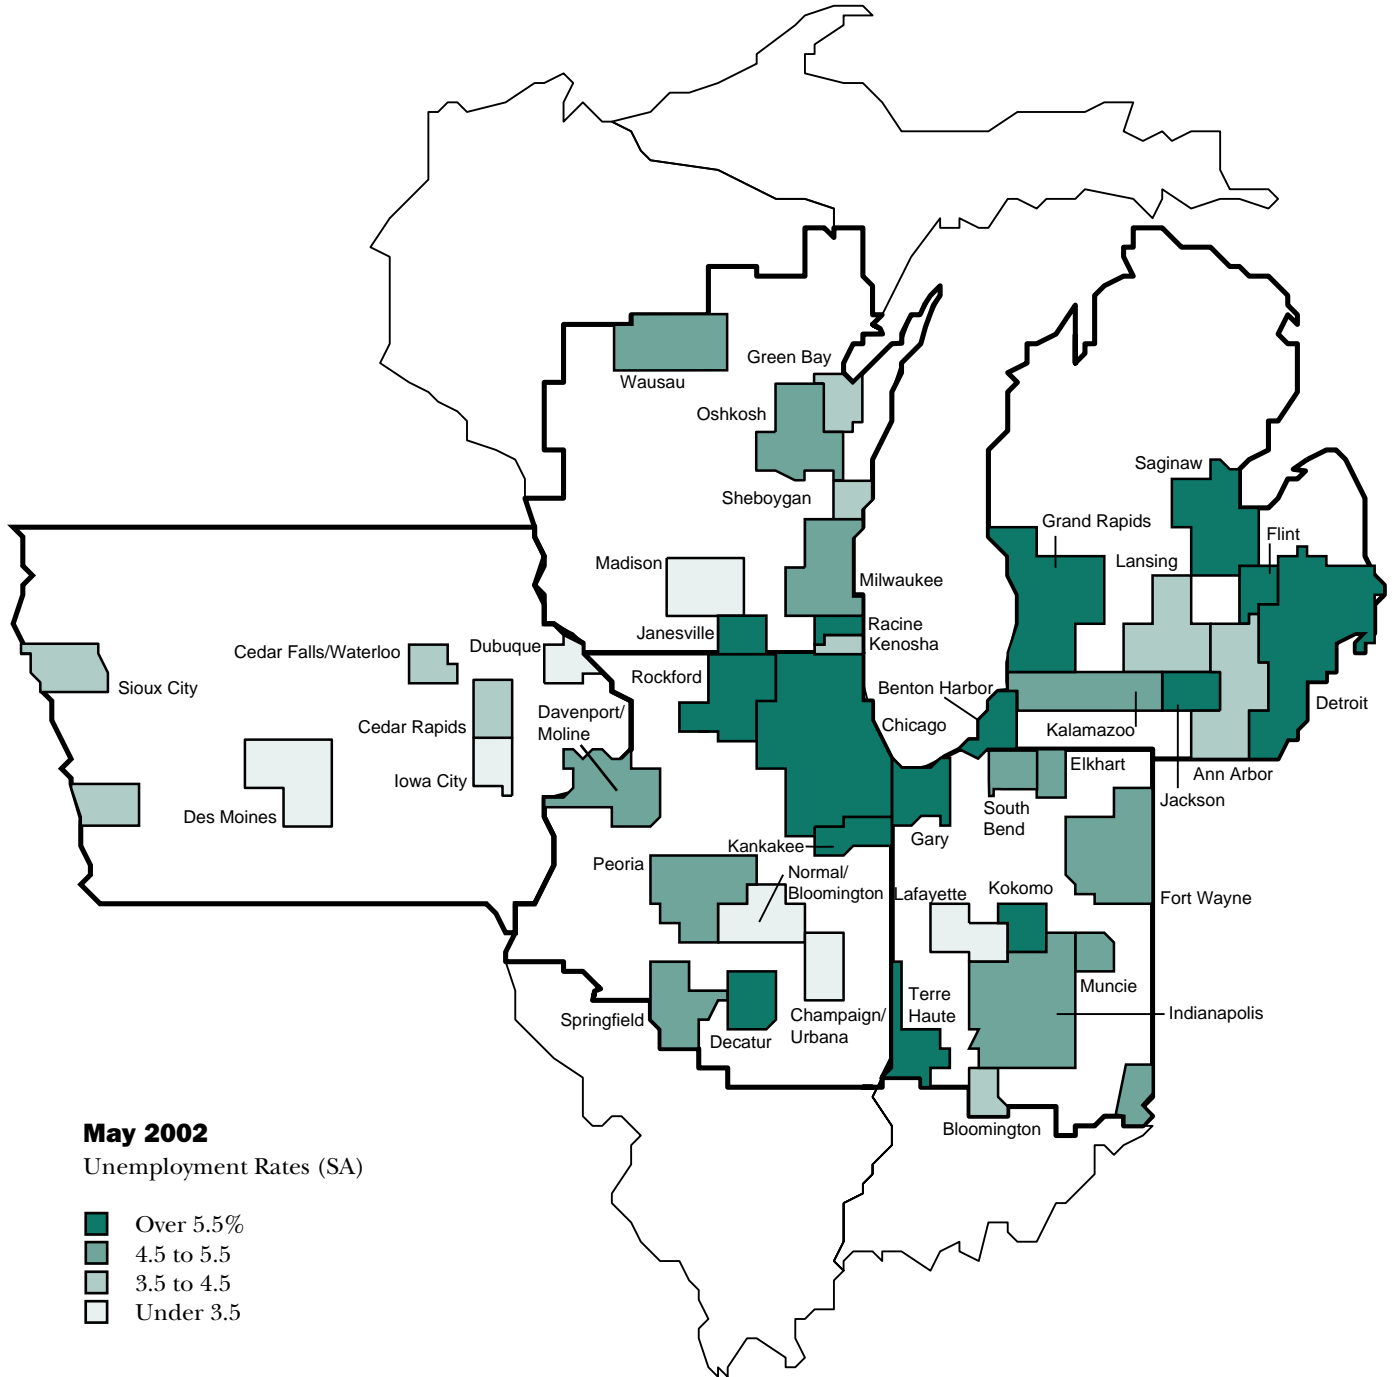 Green Bay
Wausau
Oshkosh
Saginaw
Sheboygan
Grand Rapids
Flint
Madison
Lansing
Milwaukee
Janesville
Racine
Kenosha
Cedar Falls/Waterloo
Dubuque
Rockford
Sioux City
Benton Harbor
Detroit
Cedar Rapids
Davenport/
Moline
Chicago
Kalamazoo
Iowa City
Elkhart
Ann Arbor
Jackson
Des Moines
South
Bend
Gary
Kankakee
Peoria
Normal/
Bloomington
Lafayette
Kokomo
Fort Wayne
Muncie
Terre
Haute
Indianapolis
Springfield
Decatur
Champaign/
Urbana
Bloomington
May 2002
Unemployment Rates (SA)
Over 5.5%
4.5 to 5.5
3.5 to 4.5
Under 3.5